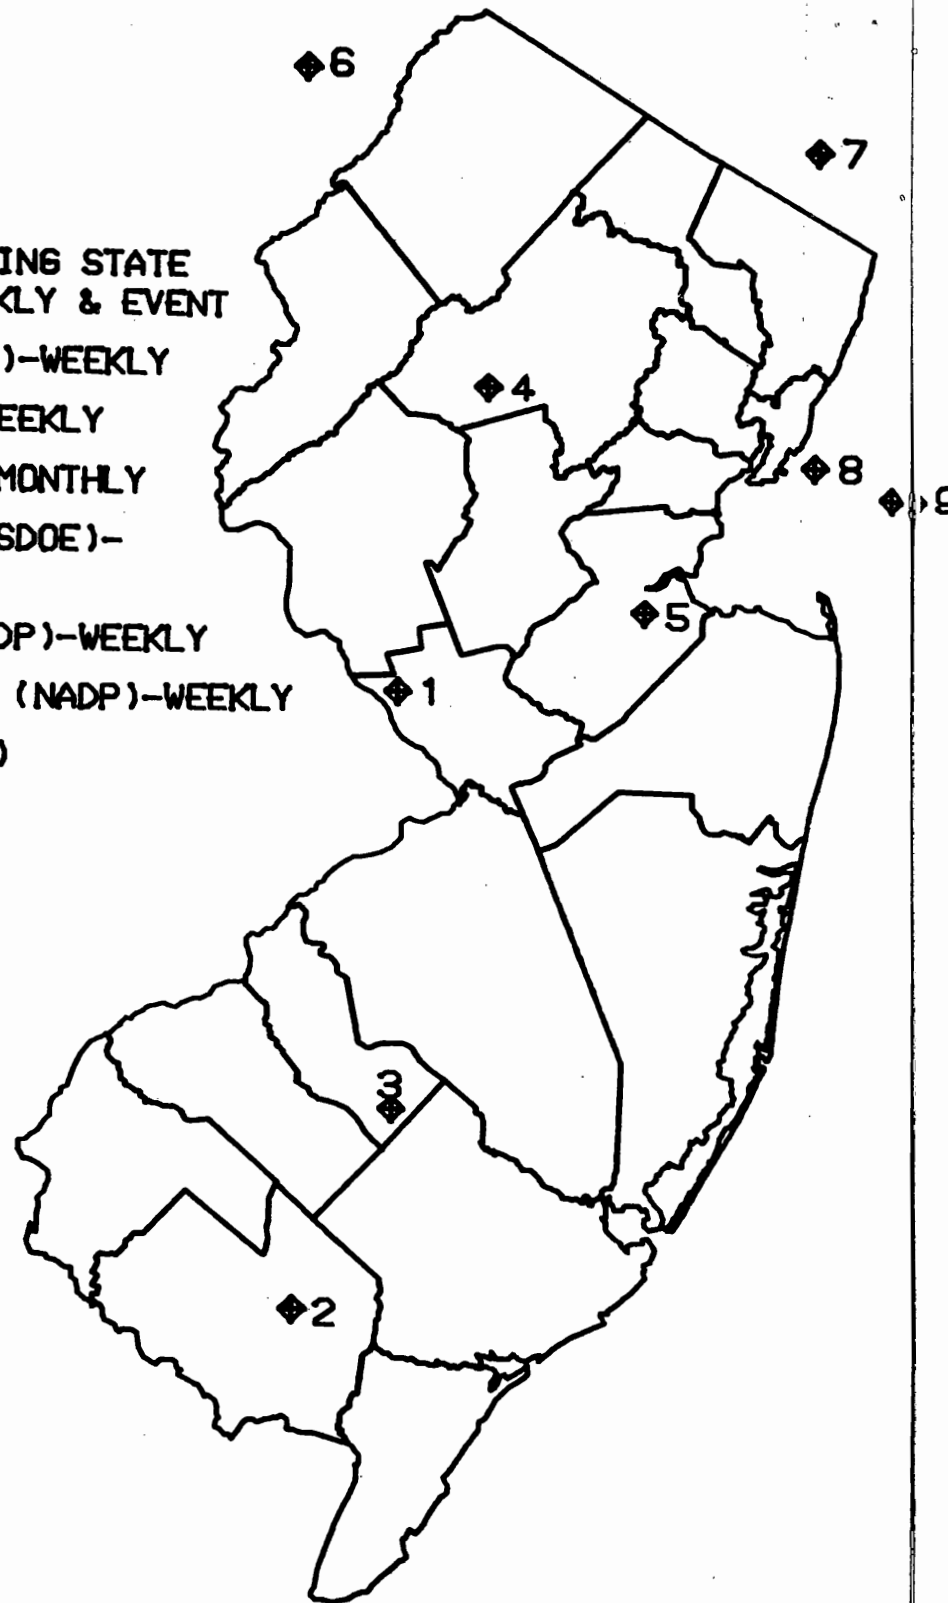 ING STATE
KLY & EVENT
)-WEEKLY
EEKLY
MONTHLY
SDOE)-
DP)-WEEKLY
(NADP)-WEEKLY
)
6
7
4
8
9
5
1
3
2